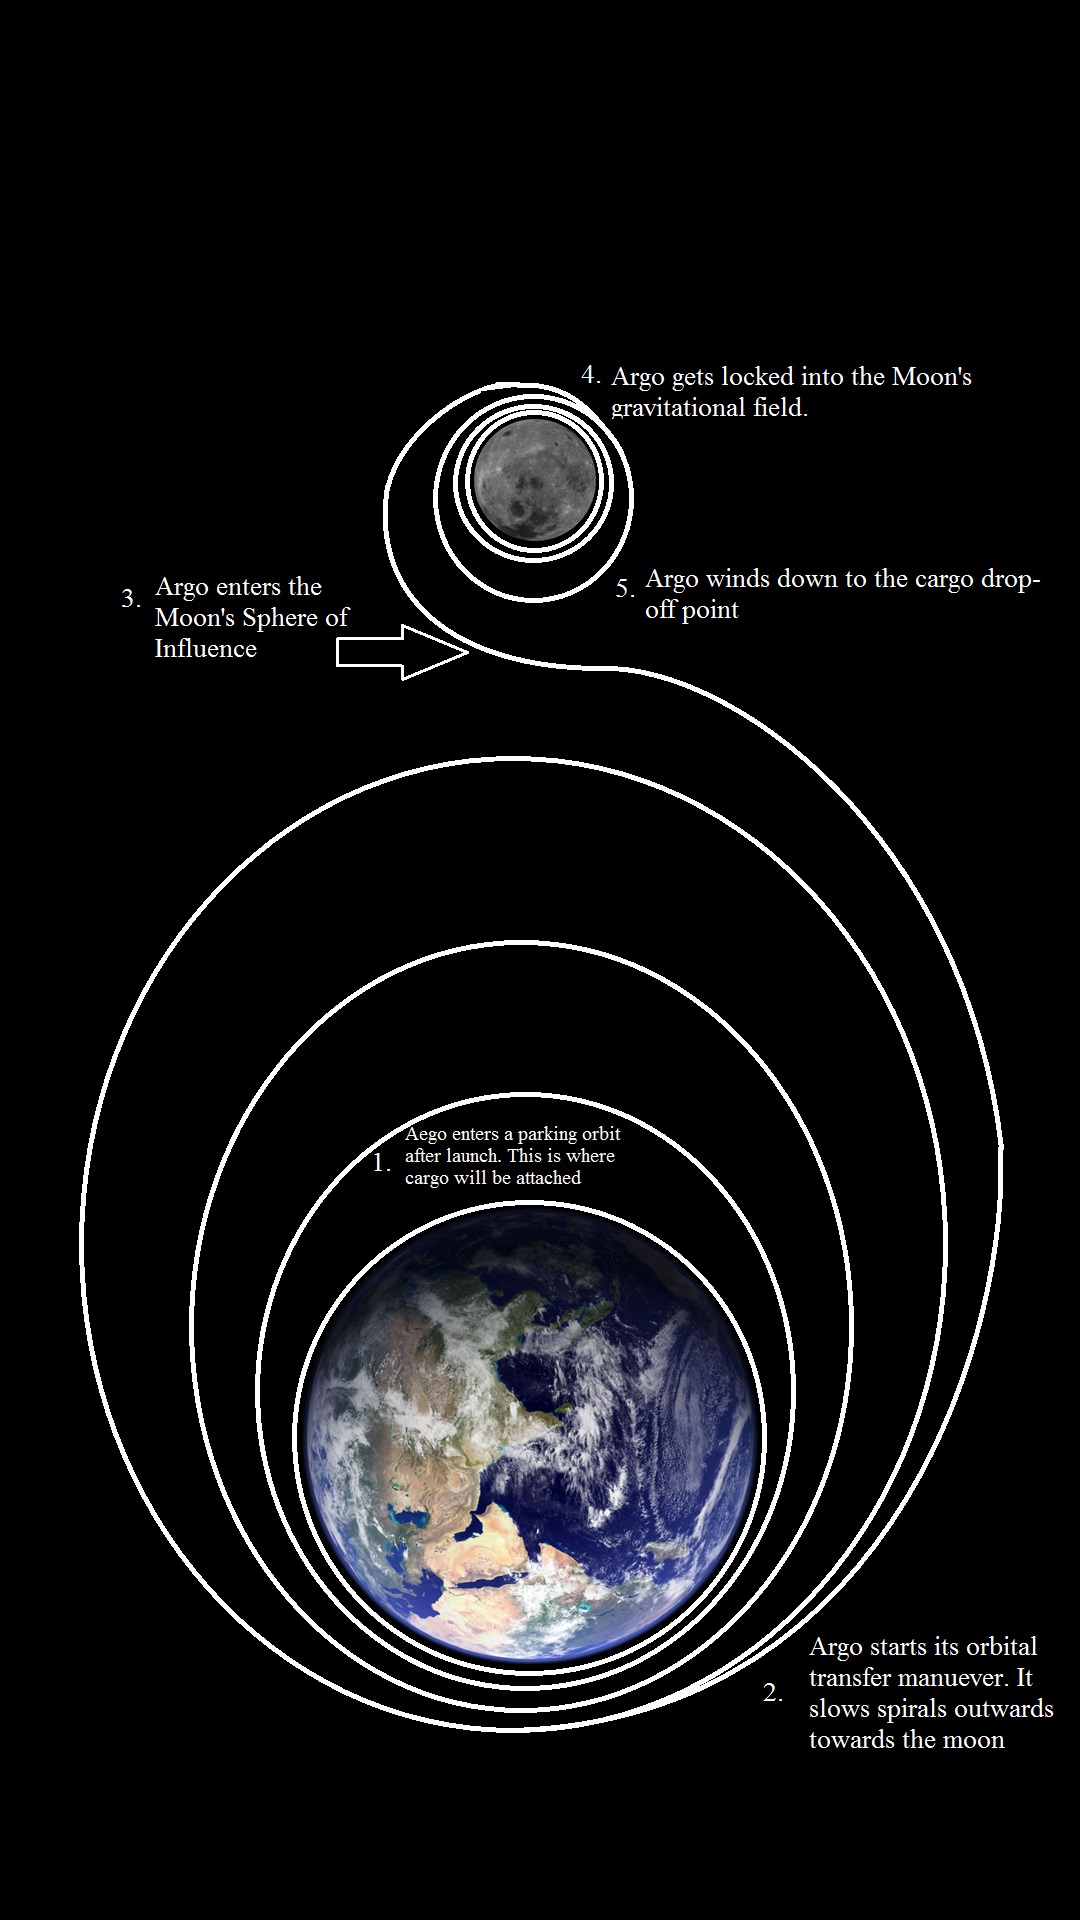 4. Argo gets locked into the Moon's
gravitational field.
3. Argo enters the
Moon's Sphere of
Influence
5. Argo winds down to the cargo drop-
off point
1. Aego enters a parking orbit
after launch. This is where
cargo will be attached
2. Argo starts its orbital
transfer manuever. It
slows spirals outwards
towards the moon